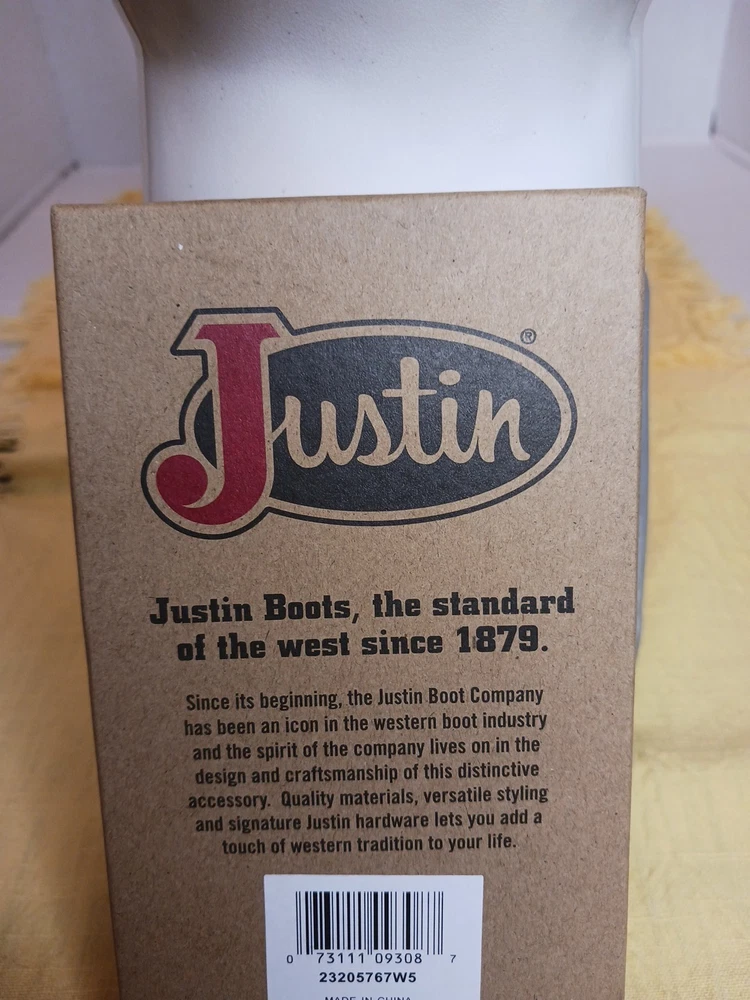 Justin®
Justin Boots, the standard
of the west since 1879.
Since its beginning, the Justin Boot Company
has been an icon in the western boot industry
and the spirit of the company lives on in the
design and craftsmanship of this distinctive
accessory. Quality materials, versatile styling
and signature Justin hardware lets you add a
touch of western tradition to your life.
0 73111 09308 7
23205767W5
MADE IN CHINA